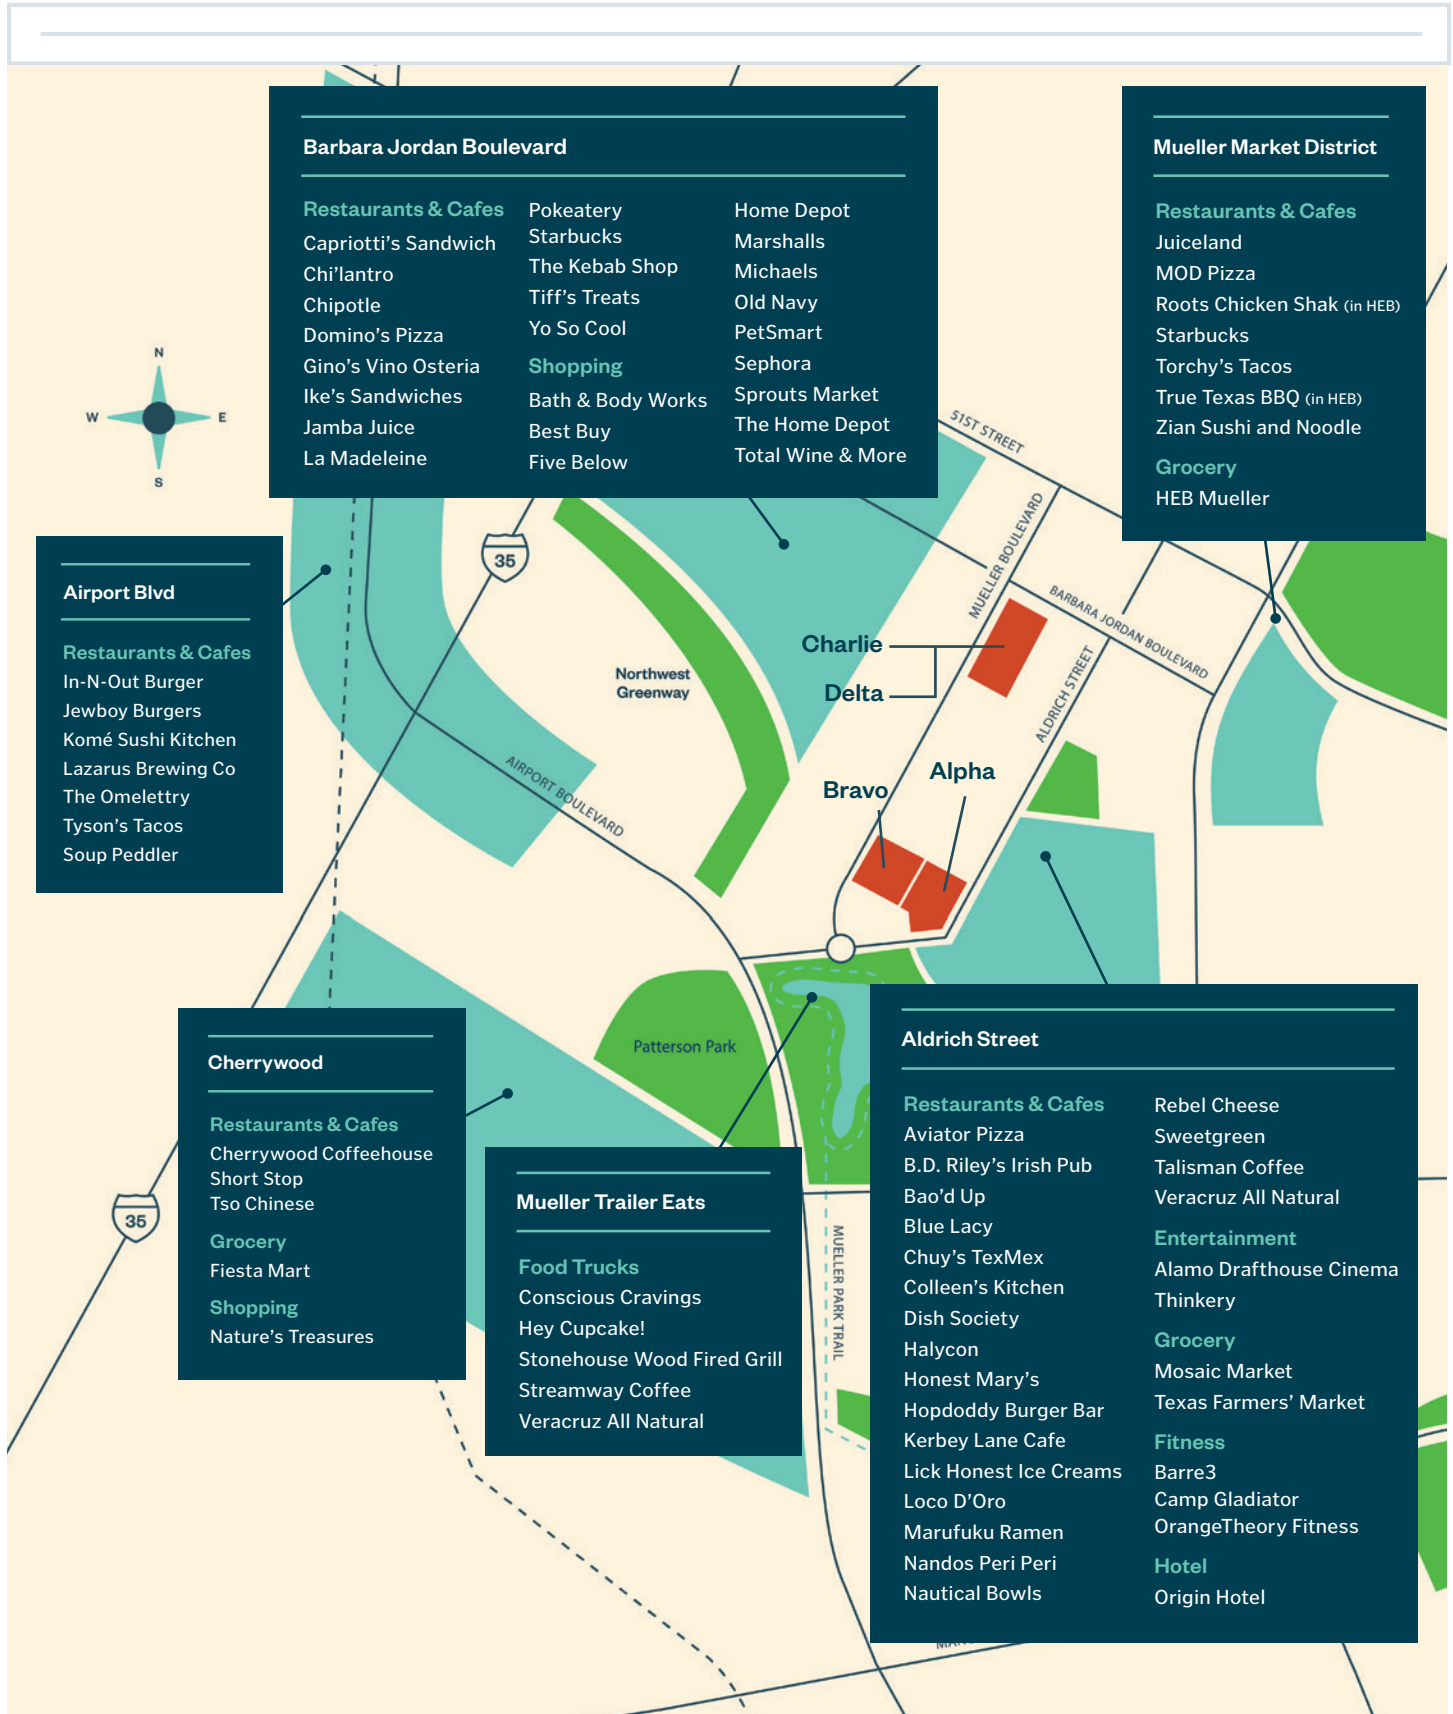 Barbara Jordan Boulevard
Restaurants & Cafes
Capriotti's Sandwich
Chi'lantro
Chipotle
Domino's Pizza
Gino's Vino Osteria
Ike's Sandwiches
Jamba Juice
La Madeleine
Pokeatery
Starbucks
The Kebab Shop
Tiff's Treats
Yo So Cool
Shopping
Bath & Body Works
Best Buy
Five Below
Home Depot
Marshalls
Michaels
Old Navy
PetSmart
Sephora
Sprouts Market
The Home Depot
Total Wine & More
Mueller Market District
Restaurants & Cafes
Juiceland
MOD Pizza
Roots Chicken Shak (in HEB)
Starbucks
Torchy's Tacos
True Texas BBQ (in HEB)
Zian Sushi and Noodle
Grocery
HEB Mueller
N
W
E
S
51ST STREET
MUELLER BOULEVARD
BARBARA JORDAN BOULEVARD
ALDRICH STREET
35
Airport Blvd
Restaurants & Cafes
In-N-Out Burger
Jewboy Burgers
Komé Sushi Kitchen
Lazarus Brewing Co
The Omelettry
Tyson's Tacos
Soup Peddler
Northwest
Greenway
Charlie
Delta
Bravo
Alpha
AIRPORT BOULEVARD
Patterson Park
Cherrywood
Restaurants & Cafes
Cherrywood Coffeehouse
Short Stop
Tso Chinese
Grocery
Fiesta Mart
Shopping
Nature's Treasures
35
Mueller Trailer Eats
Food Trucks
Conscious Cravings
Hey Cupcake!
Stonehouse Wood Fired Grill
Streamway Coffee
Veracruz All Natural
MUELLER PARK TRAIL
Aldrich Street
Restaurants & Cafes
Aviator Pizza
B.D. Riley's Irish Pub
Bao'd Up
Blue Lacy
Chuy's TexMex
Colleen's Kitchen
Dish Society
Halycon
Honest Mary's
Hopdoddy Burger Bar
Kerbey Lane Cafe
Lick Honest Ice Creams
Loco D'Oro
Marufuku Ramen
Nandos Peri Peri
Nautical Bowls
Rebel Cheese
Sweetgreen
Talisman Coffee
Veracruz All Natural
Entertainment
Alamo Drafthouse Cinema
Thinkery
Grocery
Mosaic Market
Texas Farmers' Market
Fitness
Barre3
Camp Gladiator
OrangeTheory Fitness
Hotel
Origin Hotel